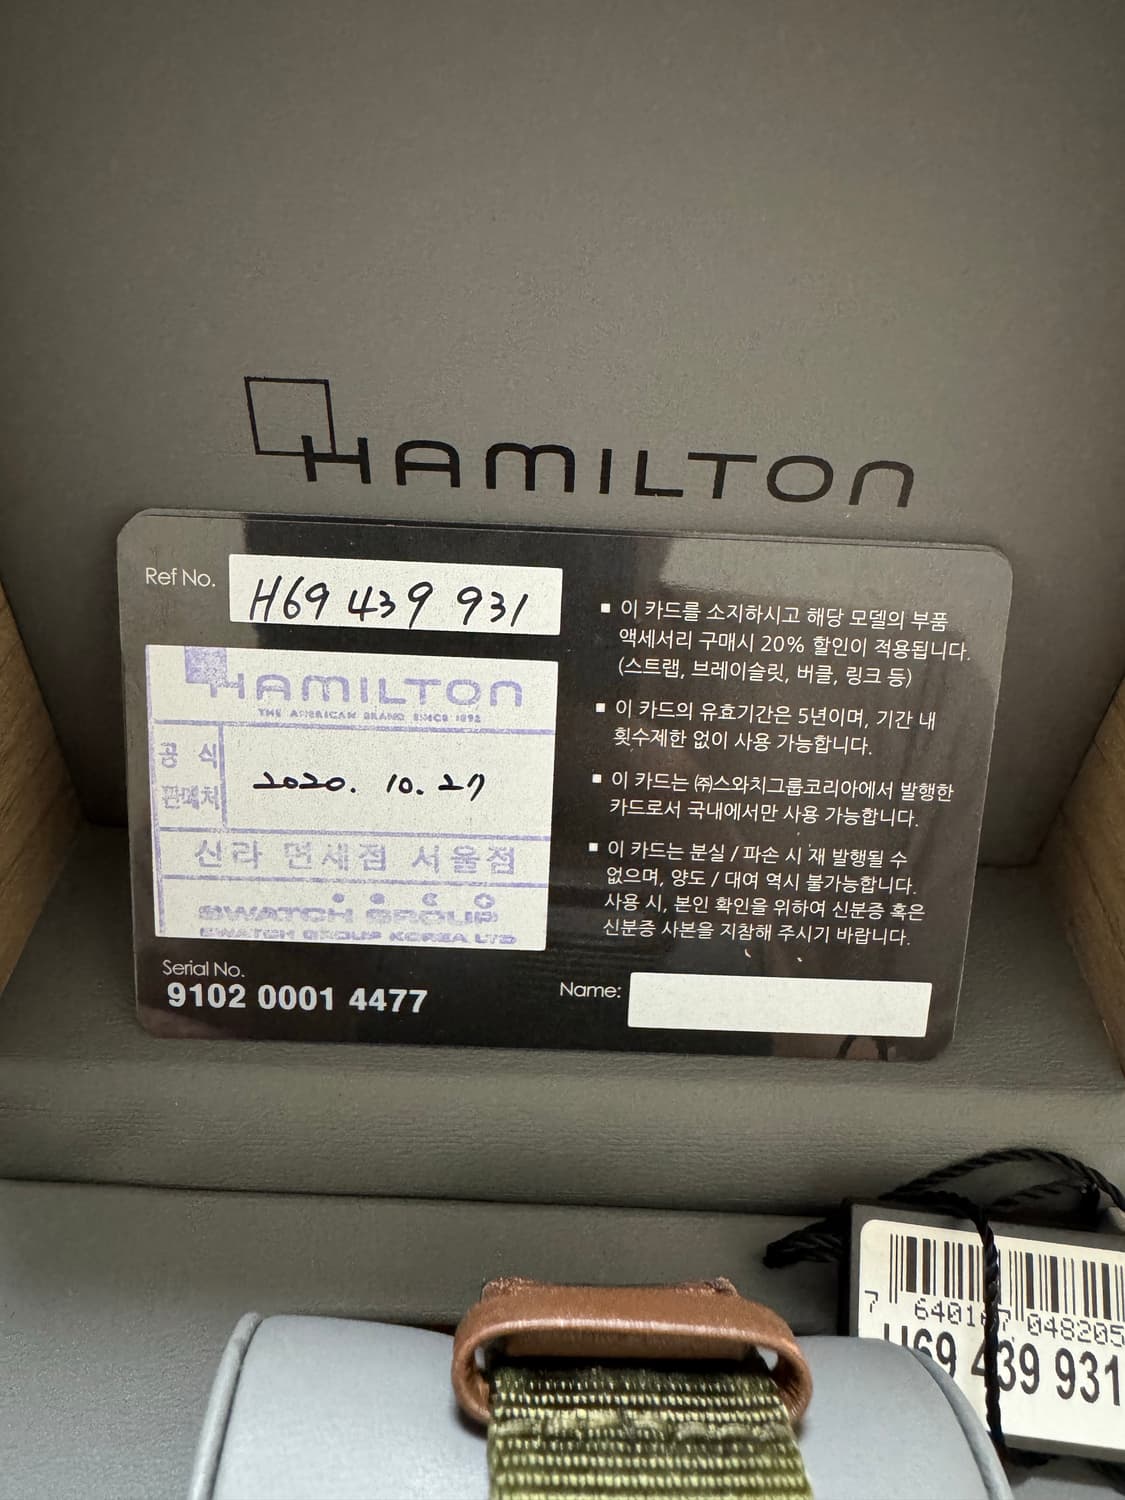 HAMILTON
Ref No. H69 439 931
HAMILTON
THE AMERICAN BRAND SINCE 1892
공 식
판매처
2020. 10. 27
신라 면세점 서울점
SWATCH GROUP
SWATCH GROUP KOREA LTD
Serial No.
9102 0001 4477
▪ 이 카드를 소지하시고 해당 모델의 부품
액세서리 구매시 20% 할인이 적용됩니다.
(스트랩, 브레이슬릿, 버클, 링크 등)
▪ 이 카드의 유효기간은 5년이며, 기간 내
횟수제한 없이 사용 가능합니다.
▪ 이 카드는 ㈜스와치그룹코리아에서 발행한
카드로서 국내에서만 사용 가능합니다.
▪ 이 카드는 분실 / 파손 시 재 발행될 수
없으며, 양도 / 대여 역시 불가능합니다.
사용 시, 본인 확인을 위하여 신분증 혹은
신분증 사본을 지참해 주시기 바랍니다.
Name:
7 640167 048205
H69 439 931